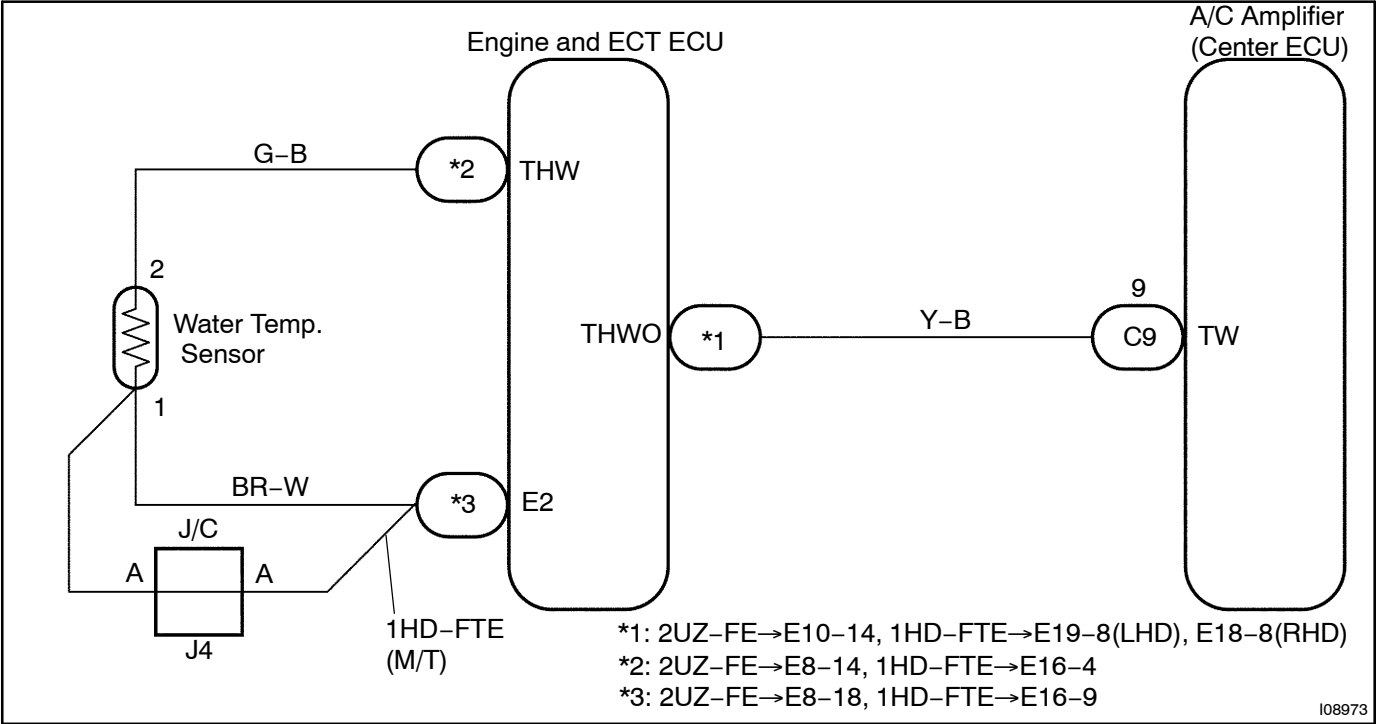 A/C Amplifier
(Center ECU)
Engine and ECT ECU
G−B
*2
THW
2
Water Temp.
Sensor
1
THWO
*1
Y−B
9
C9
TW
BR−W
*3
E2
J/C
A
A
J4
1HD−FTE
(M/T)
*1: 2UZ−FE→E10−14, 1HD−FTE→E19−8(LHD), E18−8(RHD)
*2: 2UZ−FE→E8−14, 1HD−FTE→E16−4
*3: 2UZ−FE→E8−18, 1HD−FTE→E16−9
I08973